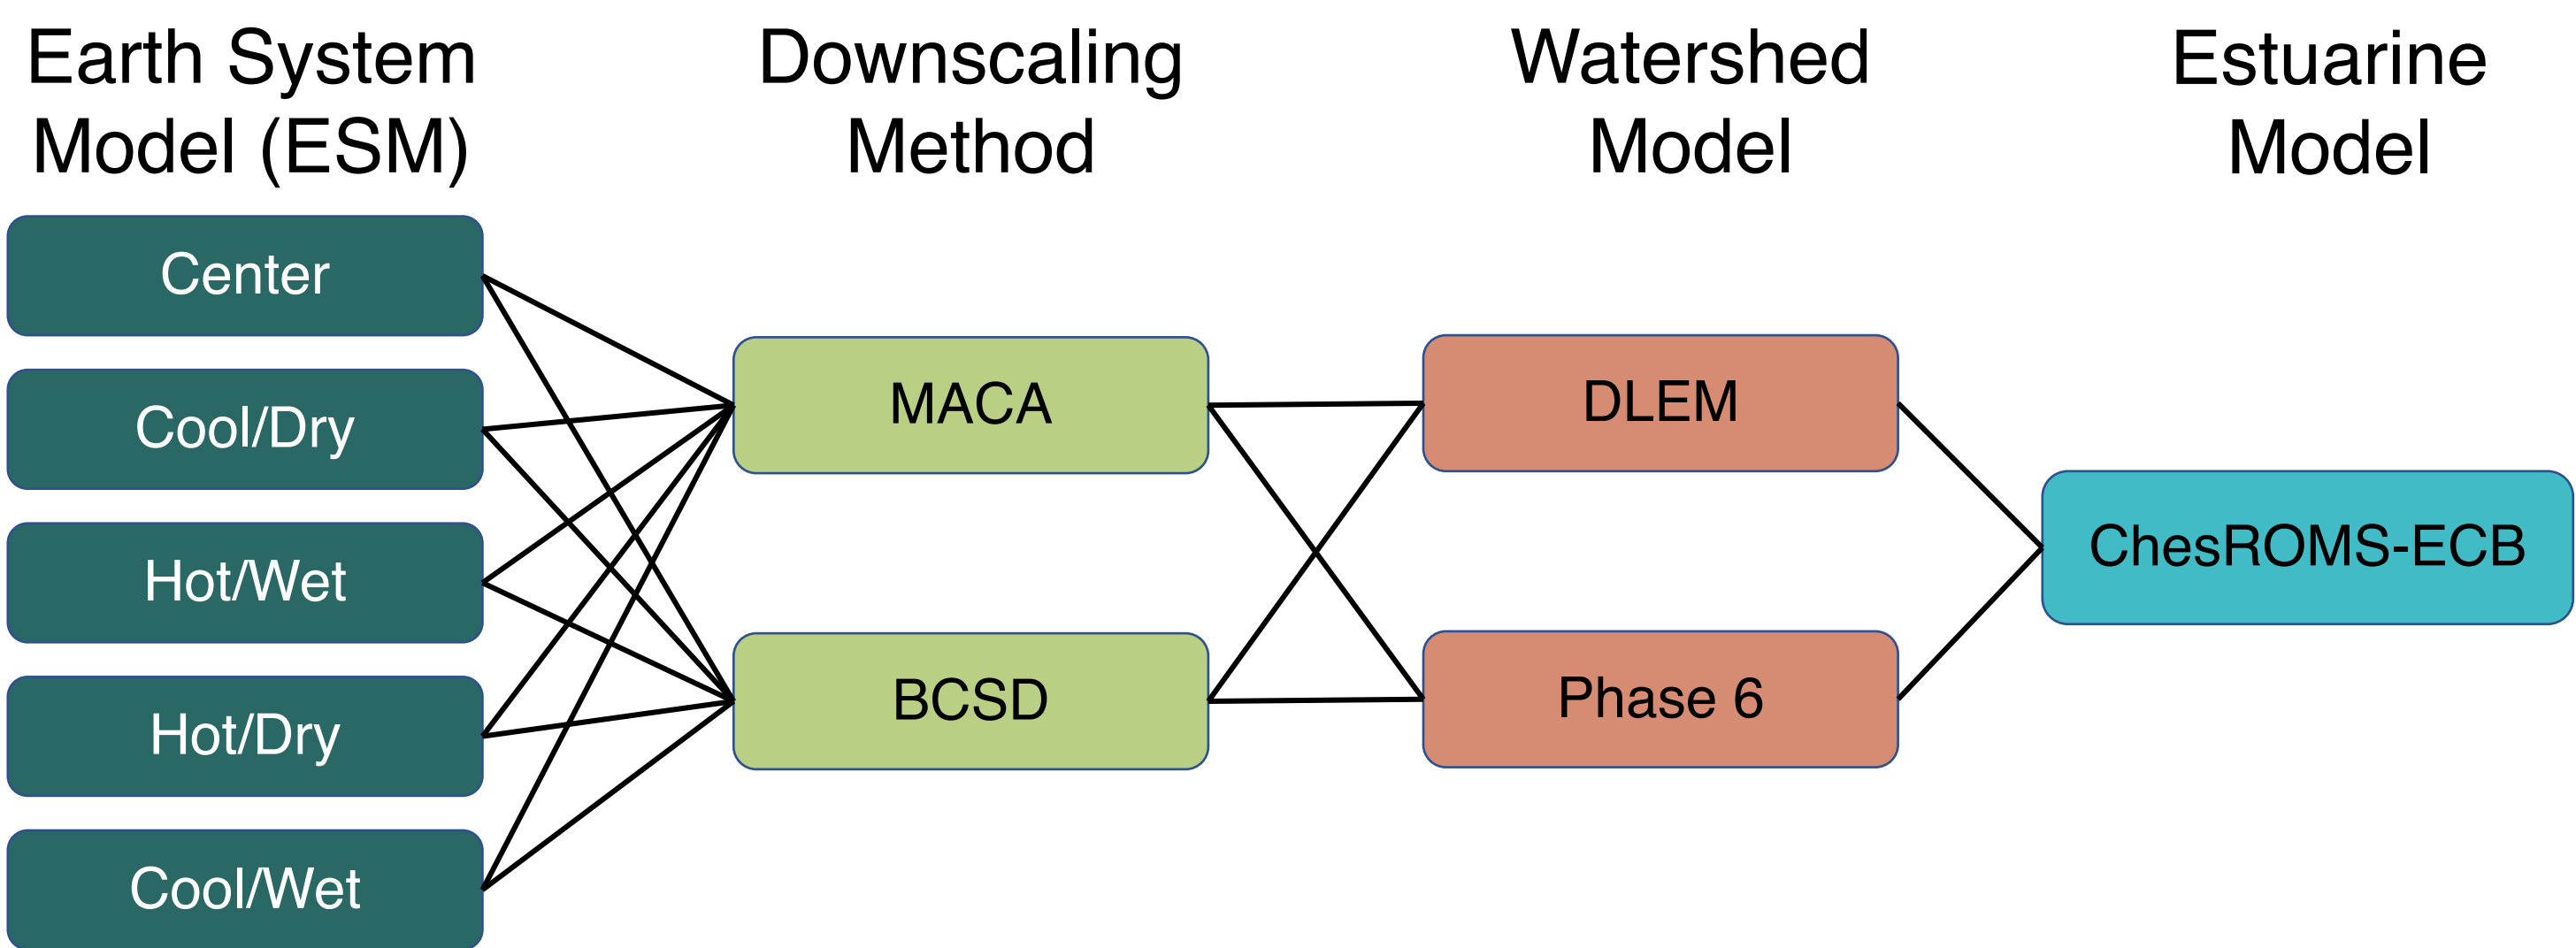 Earth System
Model (ESM)
Downscaling
Method
Watershed
Model
Estuarine
Model
Center
Cool/Dry
Hot/Wet
Hot/Dry
Cool/Wet
MACA
BCSD
DLEM
Phase 6
ChesROMS-ECB